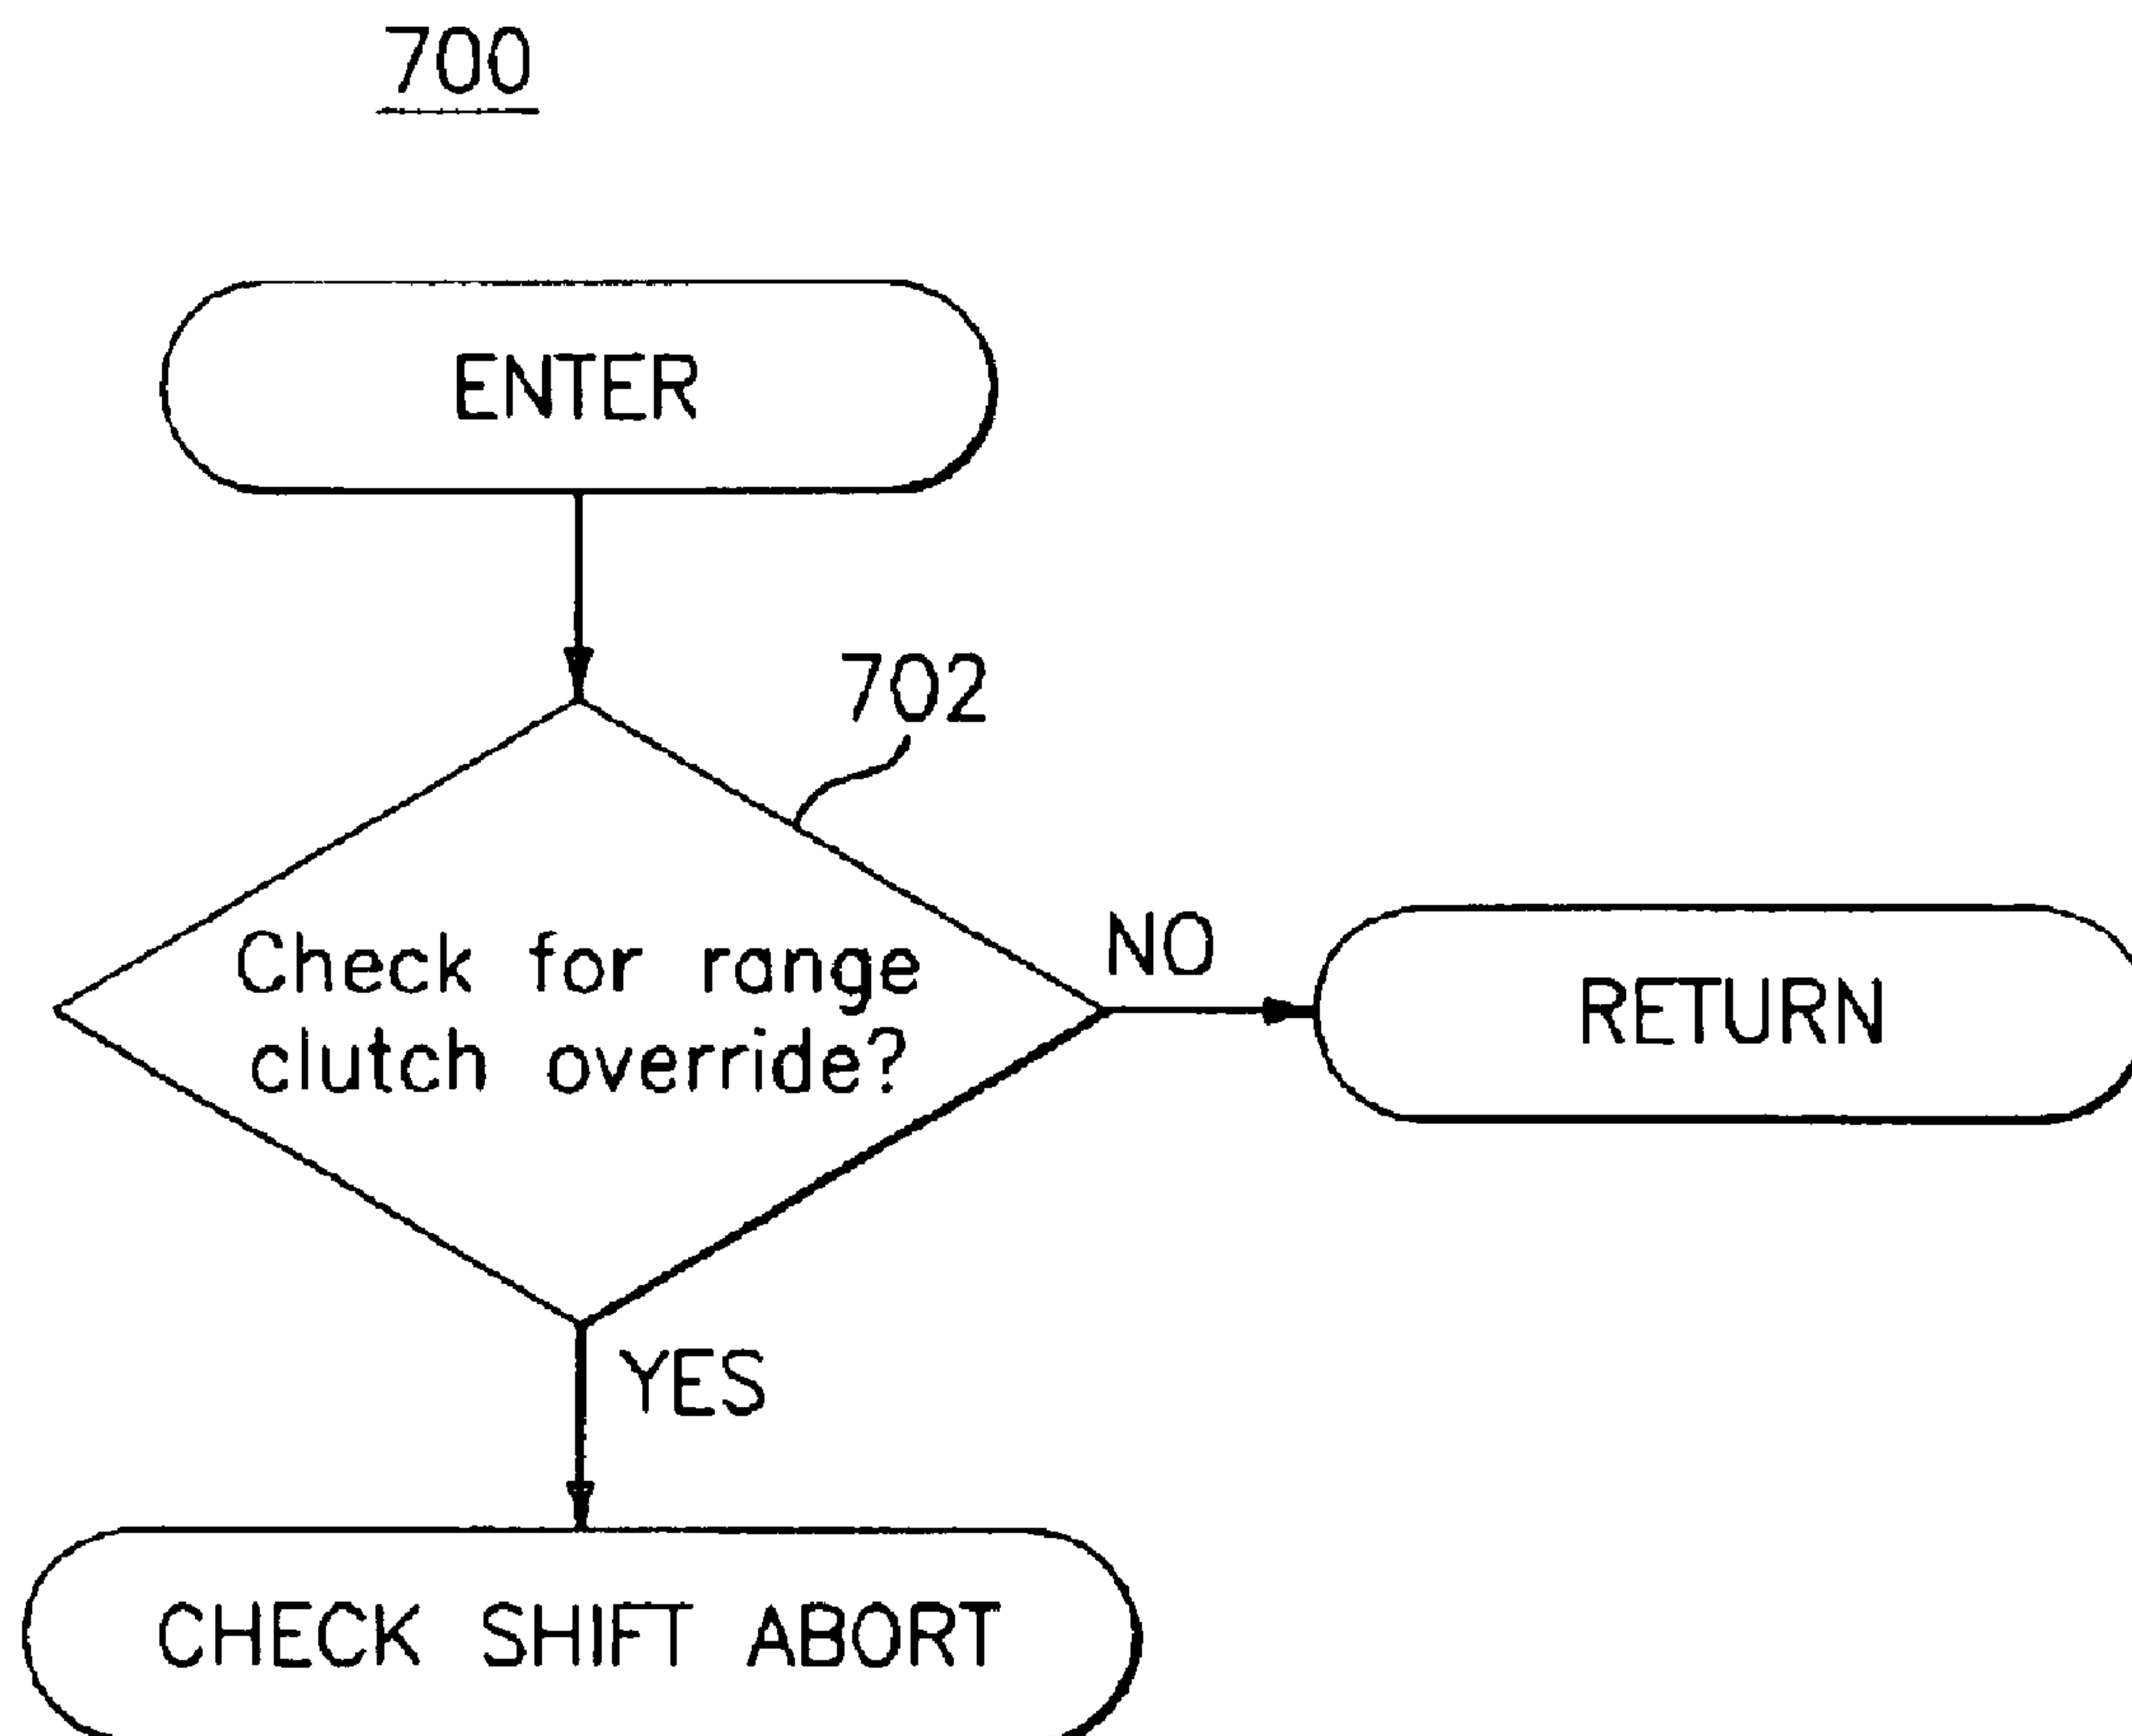 700
ENTER
702
Check for range
clutch override?
NO
RETURN
YES
CHECK SHIFT ABORT